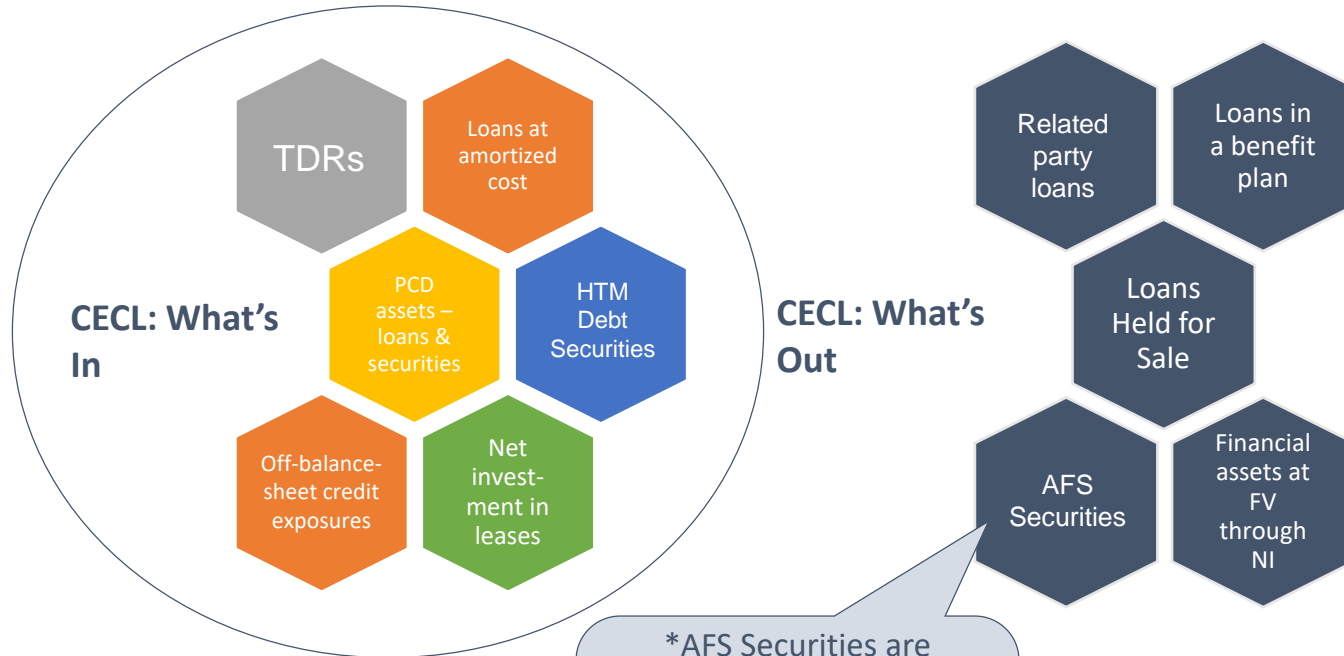 TDRs
Loans at
amortized
cost
PCD
assets –
loans &
securities
HTM
Debt
Securities
CECL: What's
In
Off-balance-
sheet credit
exposures
Net
invest-
ment in
leases
CECL: What's
Out
Related
party
loans
Loans in
a benefit
plan
Loans
Held for
Sale
AFS
Securities
Financial
assets at
FV
through
NI
*AFS Securities are